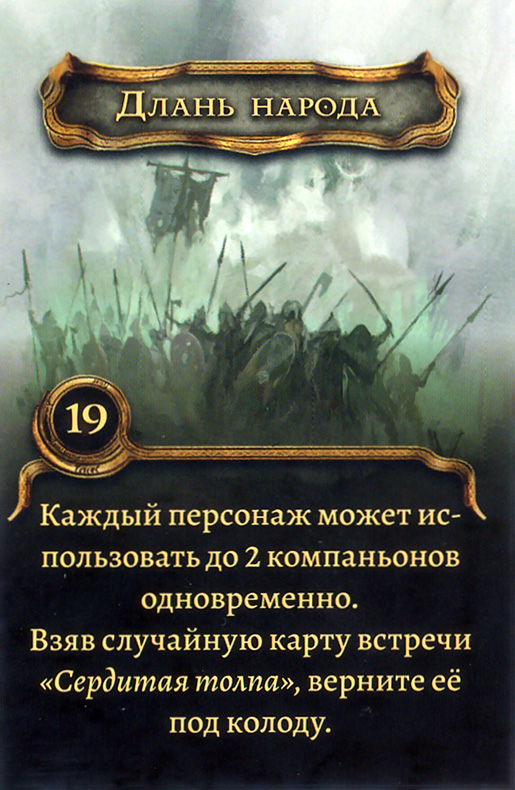 Длань народа
19
Каждый персонаж может ис-
пользовать до 2 компаньонов
одновременно.
Взяв случайную карту встречи
«Сердитая толпа», верните её
под колоду.